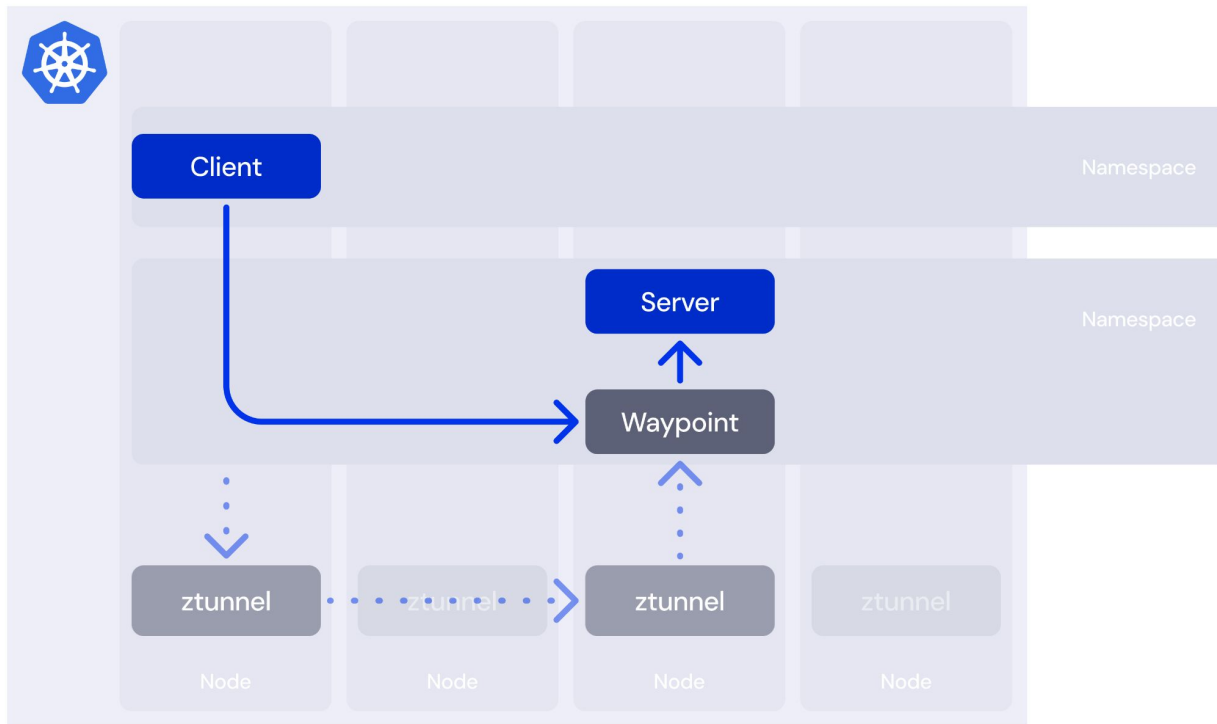 Client
Namespace
Server
Namespace
Waypoint
ztunnel
ztunnel
ztunnel
ztunnel
Node
Node
Node
Node